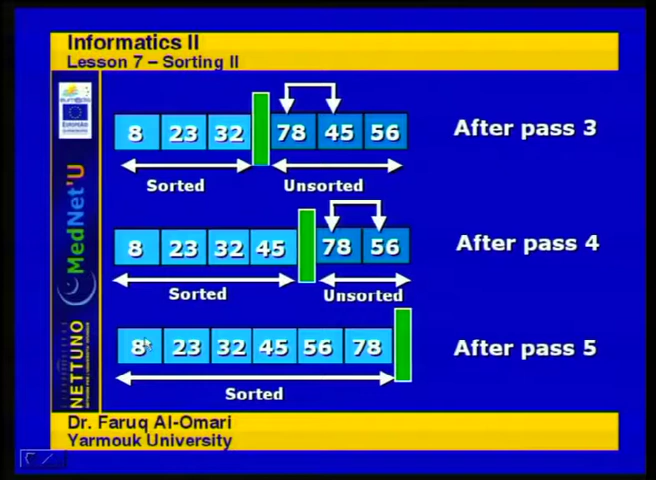 Informatics II
Lesson 7 – Sorting II
8 23 32 78 45 56
After pass 3
Sorted
Unsorted
8 23 32 45 78 56
After pass 4
Sorted
Unsorted
8 23 32 45 56 78
After pass 5
Sorted
MedNet'U
NETTUNO
Dr. Faruq Al-Omari
Yarmouk University